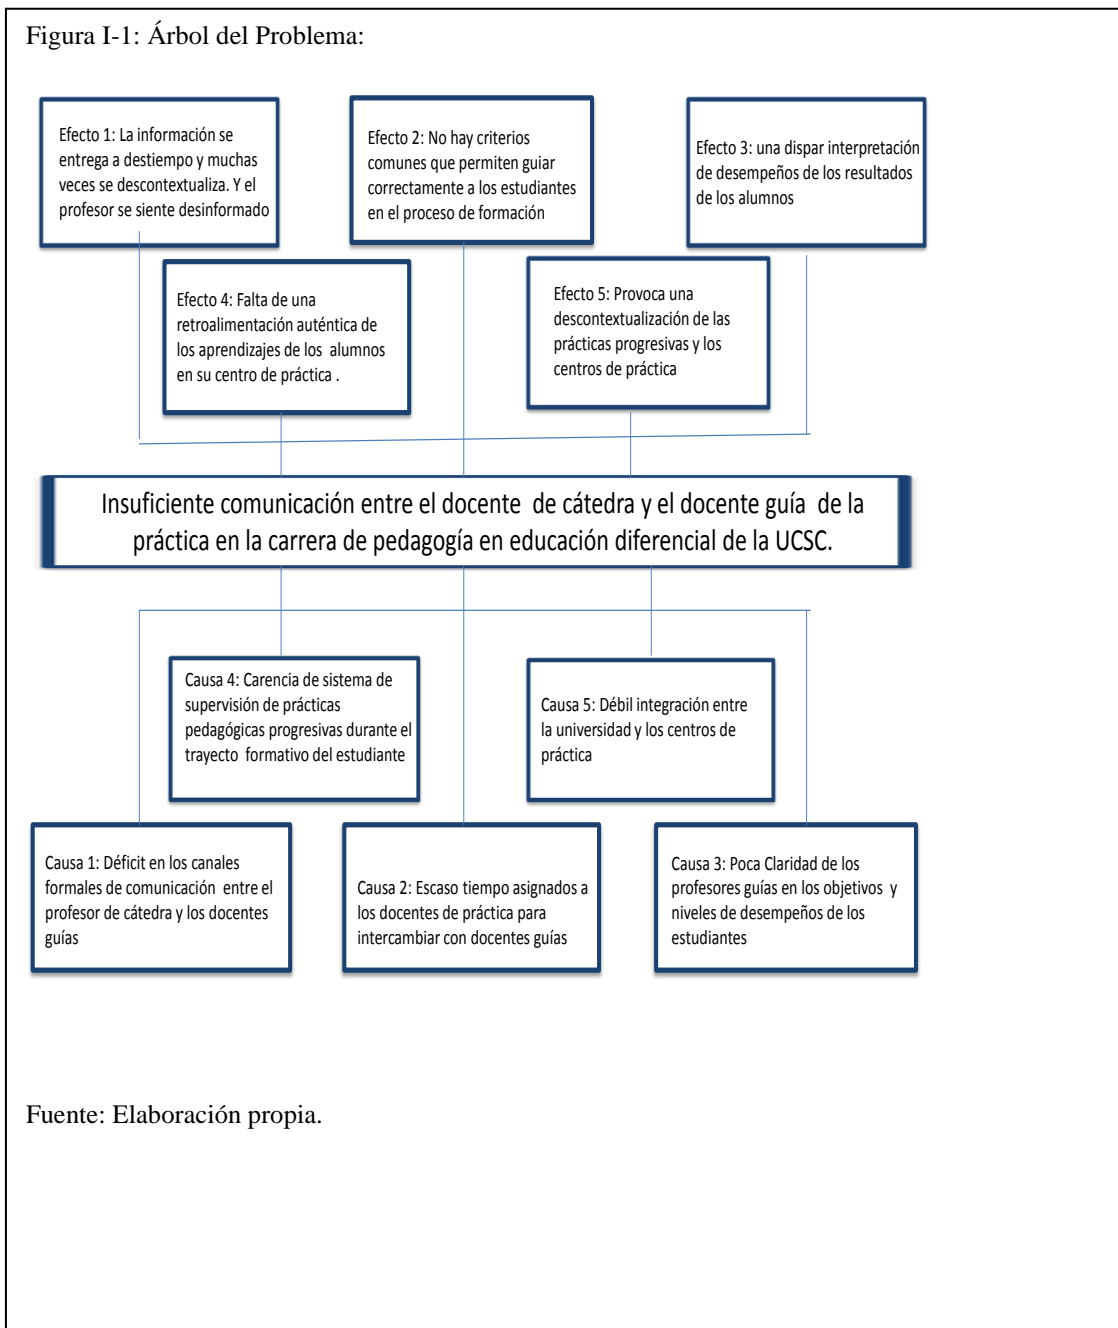 Figura I-1: Árbol del Problema:
Efecto 1: La información se
entrega a destiempo y muchas
veces se descontextualiza. Y el
profesor se siente desinformado
Efecto 2: No hay criterios
comunes que permiten guiar
correctamente a los estudiantes
en el proceso de formación
Efecto 3: una dispar interpretación
de desempeños de los resultados
de los alumnos
Efecto 4: Falta de una
retroalimentación auténtica de
los aprendizajes de los alumnos
en su centro de práctica .
Efecto 5: Provoca una
descontextualización de las
prácticas progresivas y los
centros de práctica
Insuficiente comunicación entre el docente de cátedra y el docente guía de la
práctica en la carrera de pedagogía en educación diferencial de la UCSC.
Causa 4: Carencia de sistema de
supervisión de prácticas
pedagógicas progresivas durante el
trayecto formativo del estudiante
Causa 5: Débil integración entre
la universidad y los centros de
práctica
Causa 1: Déficit en los canales
formales de comunicación entre el
profesor de cátedra y los docentes
guías
Causa 2: Escaso tiempo asignados a
los docentes de práctica para
intercambiar con docentes guías
Causa 3: Poca Claridad de los
profesores guías en los objetivos y
niveles de desempeños de los
estudiantes
Fuente: Elaboración propia.